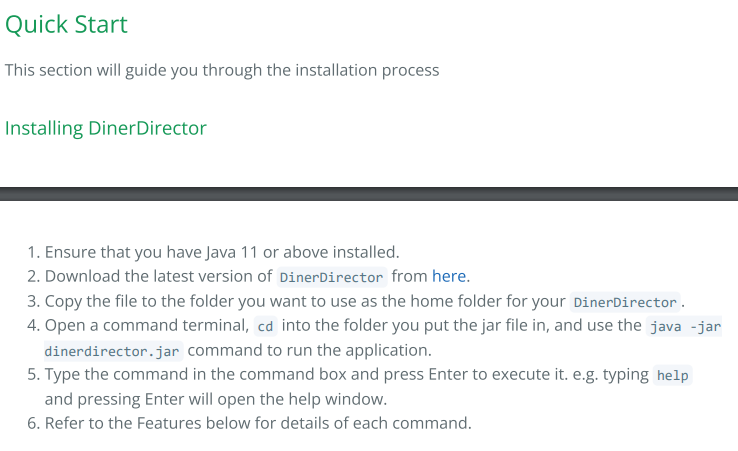 Quick Start
This section will guide you through the installation process
Installing DinerDirector
1. Ensure that you have Java 11 or above installed.
2. Download the latest version of DinerDirector from here.
3. Copy the file to the folder you want to use as the home folder for your DinerDirector.
4. Open a command terminal, cd into the folder you put the jar file in, and use the java -jar
dinerdirector.jar command to run the application.
5. Type the command in the command box and press Enter to execute it. e.g. typing help
and pressing Enter will open the help window.
6. Refer to the Features below for details of each command.